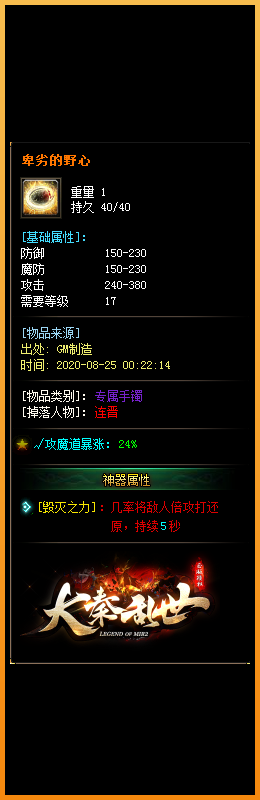 卑劣的野心
重量 1
持久 40/40
[基础属性]:
防御 150-230
魔防 150-230
攻击 240-380
需要等级 17
[物品来源]
出处: GM制造
时间: 2020-08-25 00:22:14
[物品类别]: 专属手镯
[掉落人物]: 连晋
√攻魔道暴涨: 24%
神器属性
[毁灭之力]: 几率将敌人倍攻打还
原，持续5秒
大秦乱世
LEGEND OF MIR2